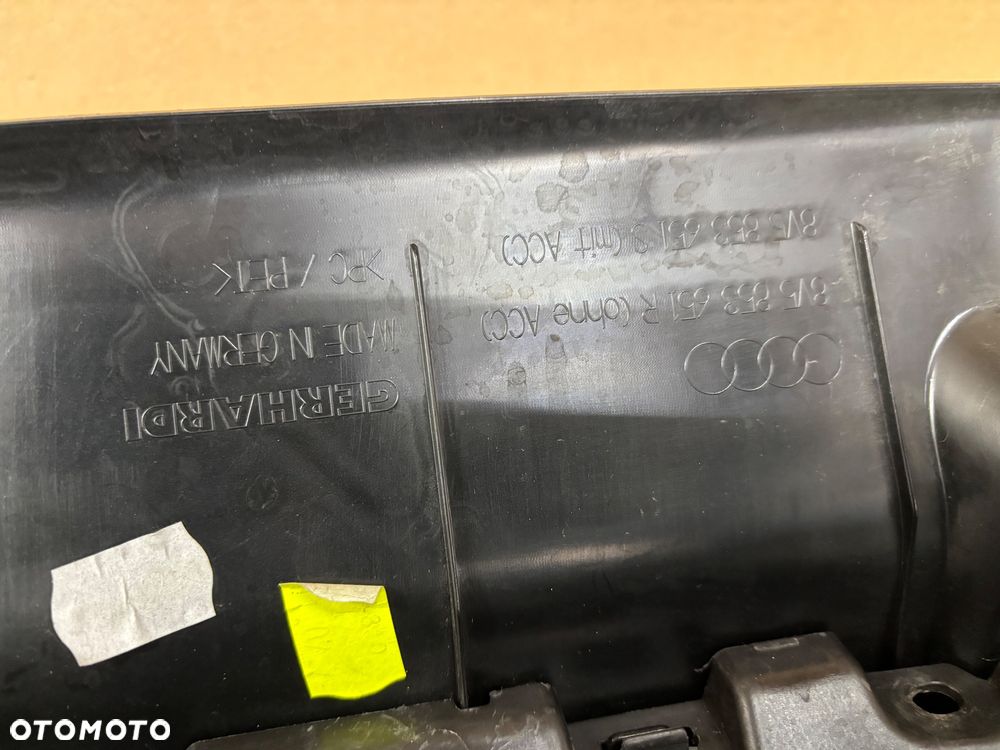 GERHARDI
MADE IN GERMANY
>PC / PET<
8V5 853 651 R (ohne ACC)
8V5 853 651 S (mit ACC)
OTOMOTO